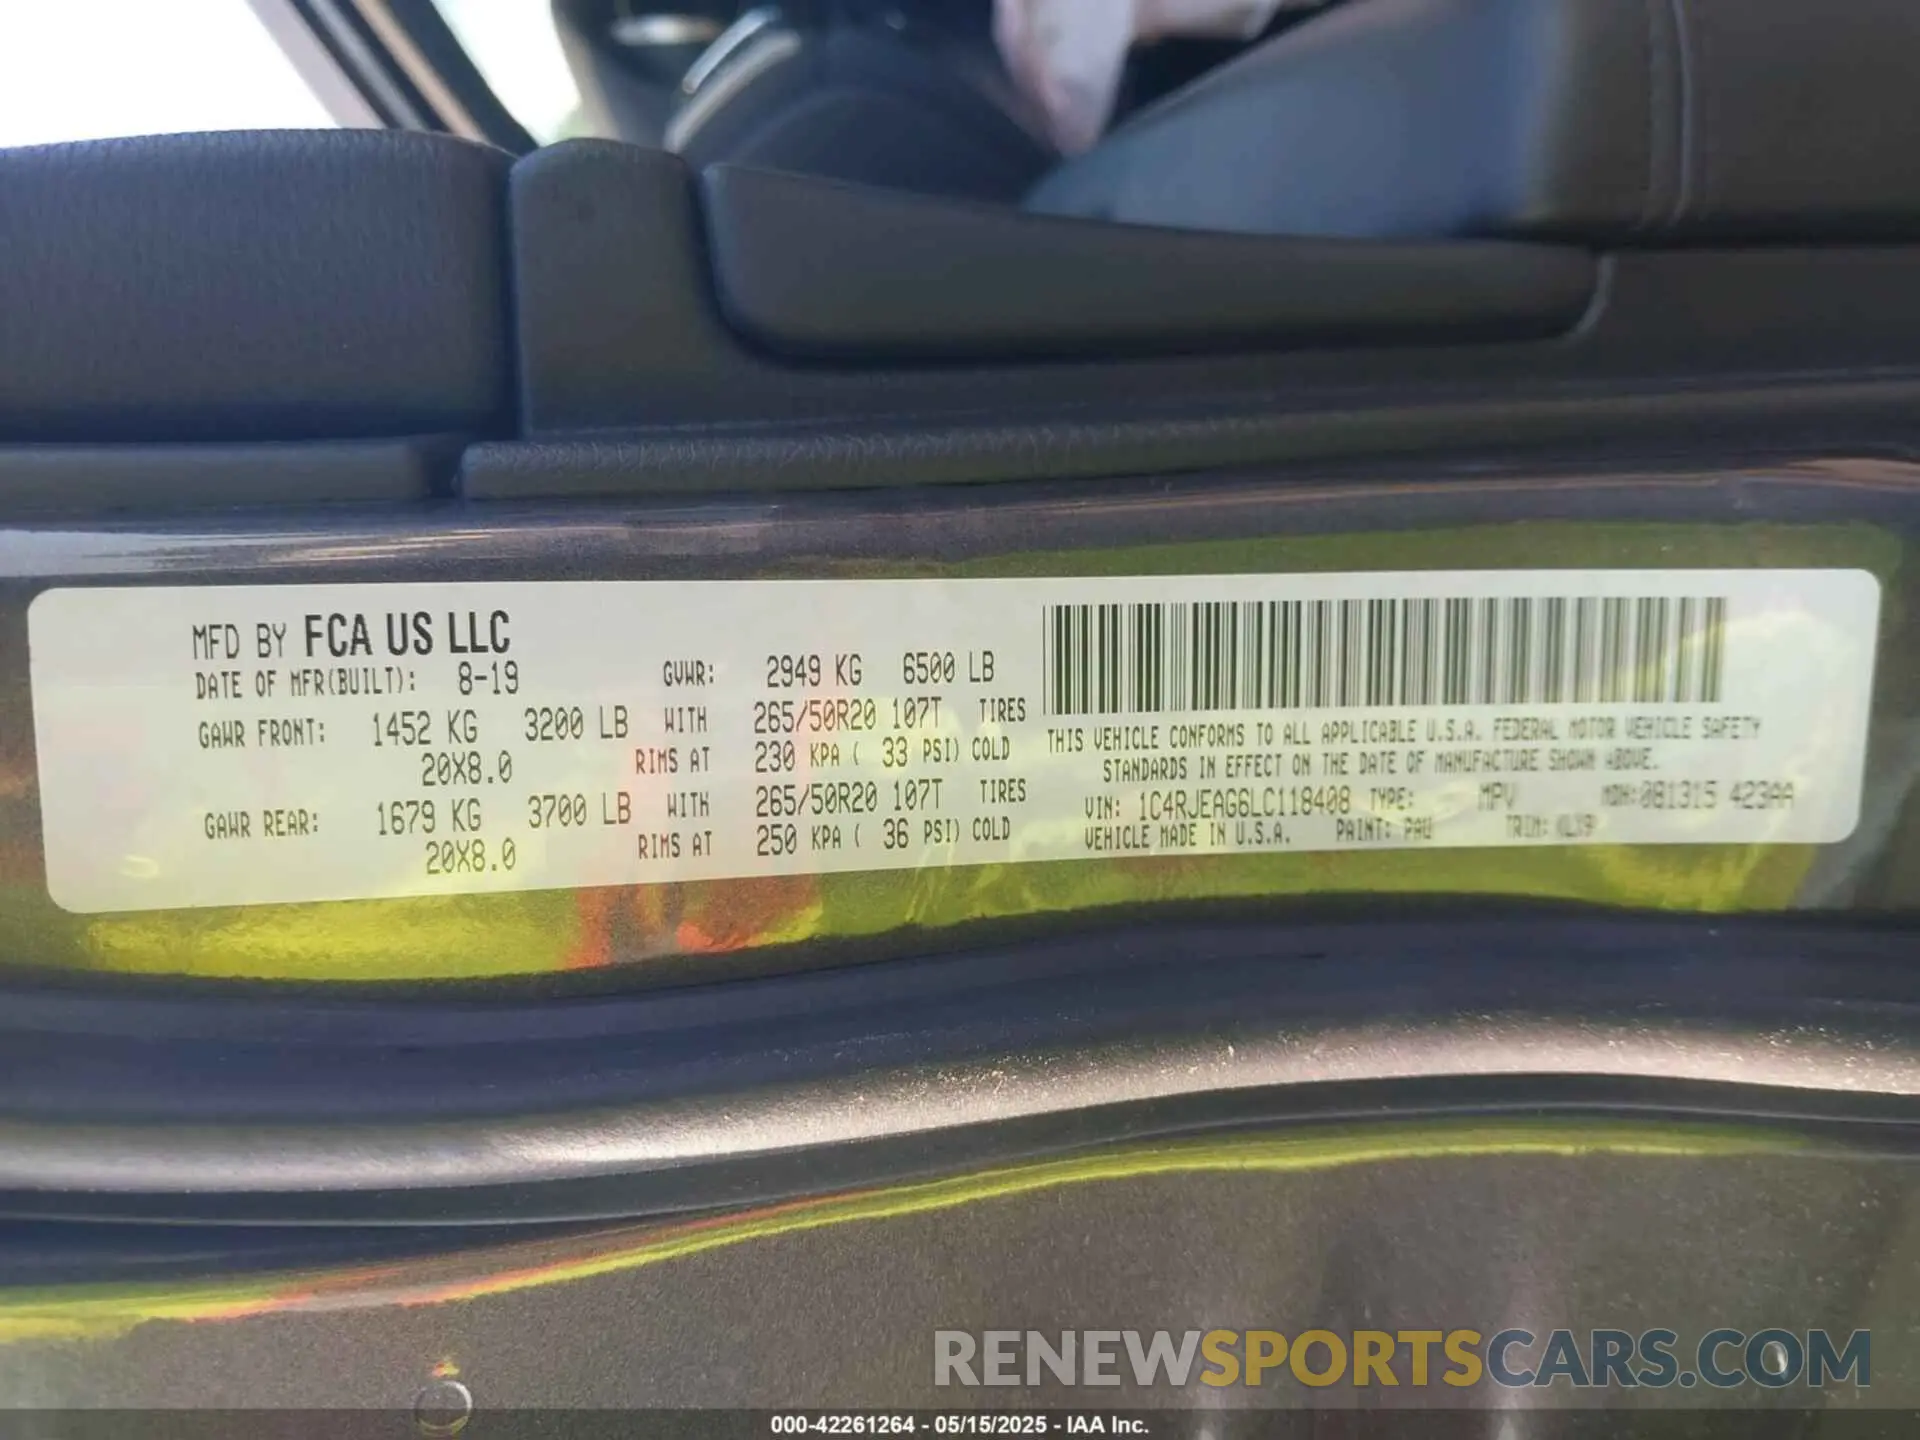 MFD BY FCA US LLC
DATE OF MFR(BUILT): 8-19 GVWR: 2949 KG 6500 LB
GAWR FRONT: 1452 KG 3200 LB WITH 265/50R20 107T TIRES
20X8.0 RIMS AT 230 KPA ( 33 PSI) COLD
GAWR REAR: 1679 KG 3700 LB WITH 265/50R20 107T TIRES
20X8.0 RIMS AT 250 KPA ( 36 PSI) COLD
THIS VEHICLE CONFORMS TO ALL APPLICABLE U.S.A. FEDERAL MOTOR VEHICLE SAFETY
STANDARDS IN EFFECT ON THE DATE OF MANUFACTURE SHOWN ABOVE.
VIN: 1C4RJEAG6LC118408 TYPE: MPV MDH:081315 423AA
VEHICLE MADE IN U.S.A. PAINT: PAU TRIM:
RENEWSPORTSCARS.COM
000-42261264 - 05/15/2025 - IAA Inc.